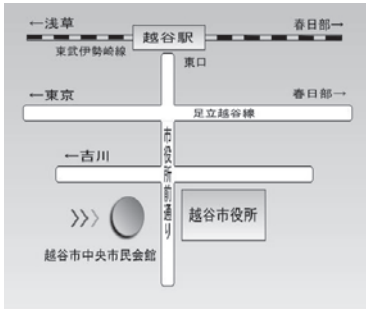 ←浅草
越谷駅
春日部→
東武伊勢崎線
東口
←東京
春日部→
足立越谷線
市役所前通り
←吉川
越谷市役所
越谷市中央市民会館